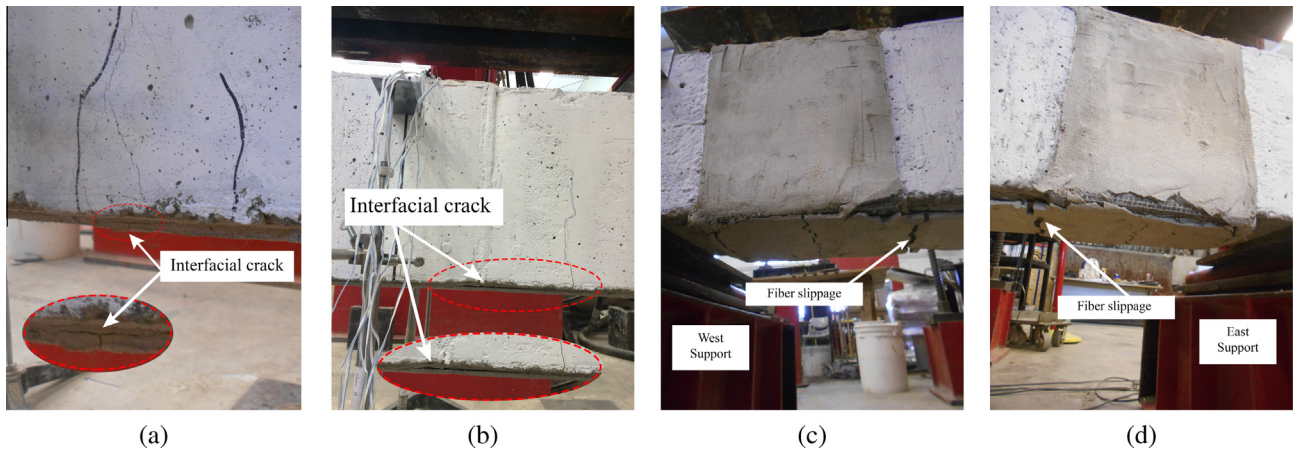 Interfacial crack
(a)
Interfacial crack
(b)
Fiber slippage
West
Support
(c)
Fiber slippage
East
Support
(d)